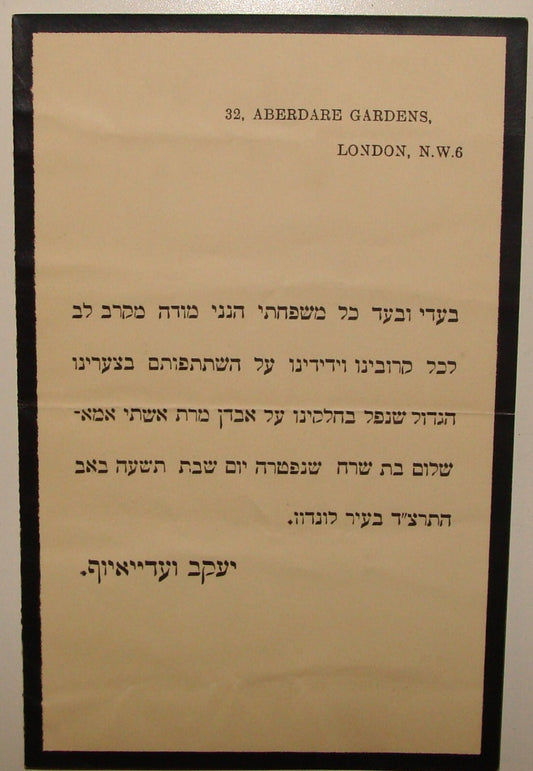 32, ABERDARE GARDENS,
LONDON, N.W.6
בעדי ובעד כל משפחתי הנני מודה מקרב לב
לכל קרובינו וידידינו על השתתפותם בצערינו
הגדול שנפל בחלקינו על אבדן מרת אשתי אמא-
שלום בת שרח שנפטרה יום שבת תשעה באב
התרצ״ד בעיר לונדון.
יעקב ועדייאיוף.